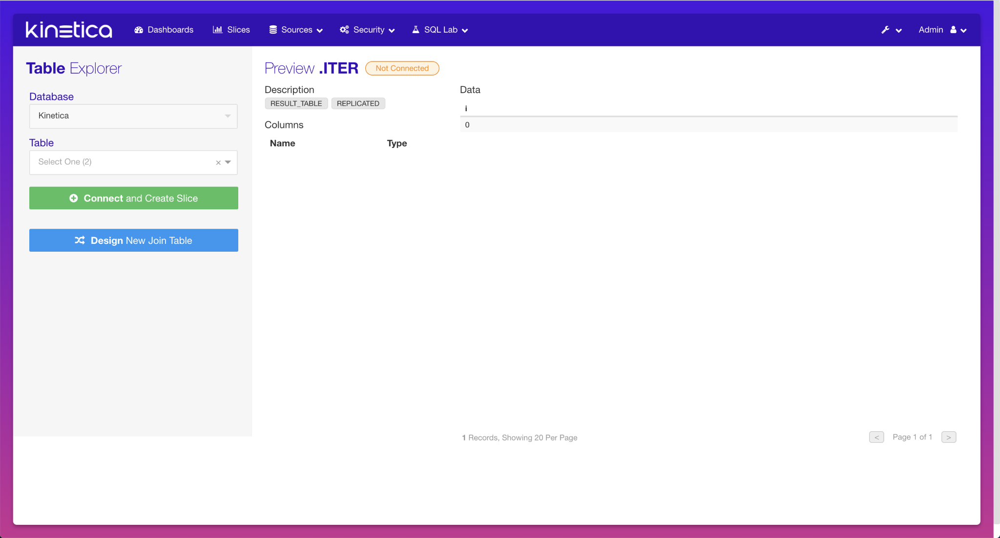 kinetica Dashboards Slices Sources Security SQL Lab Admin
Table Explorer
Database
Kinetica
Table
Select One (2)
×
Connect and Create Slice
Design New Join Table
Preview .ITER Not Connected
Description
RESULT_TABLE REPLICATED
Columns
Name Type
Data
i
0
1 Records, Showing 20 Per Page
< Page 1 of 1 >